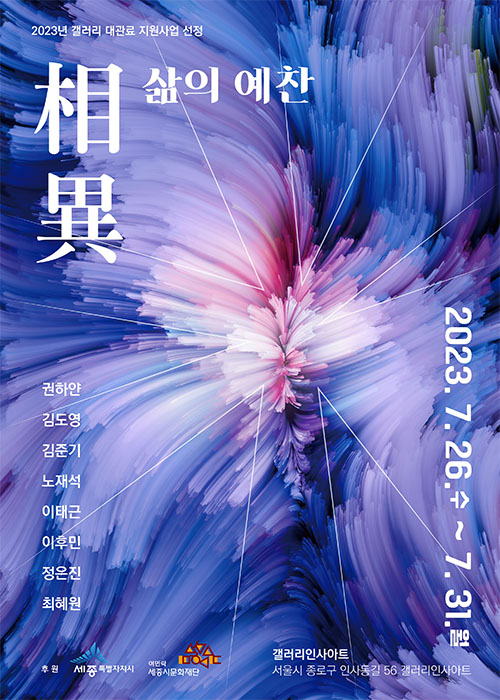 2023년 갤러리 대관료 지원사업 선정
相異
삶의 예찬
2023. 7. 26.수 ~ 7. 31.월
권하얀
김도영
김준기
노재석
이태근
이후민
정은진
최혜원
후원
세종특별자치시
여민락
세종시문화재단
갤러리인사아트
서울시 종로구 인사동길 56 갤러리인사아트